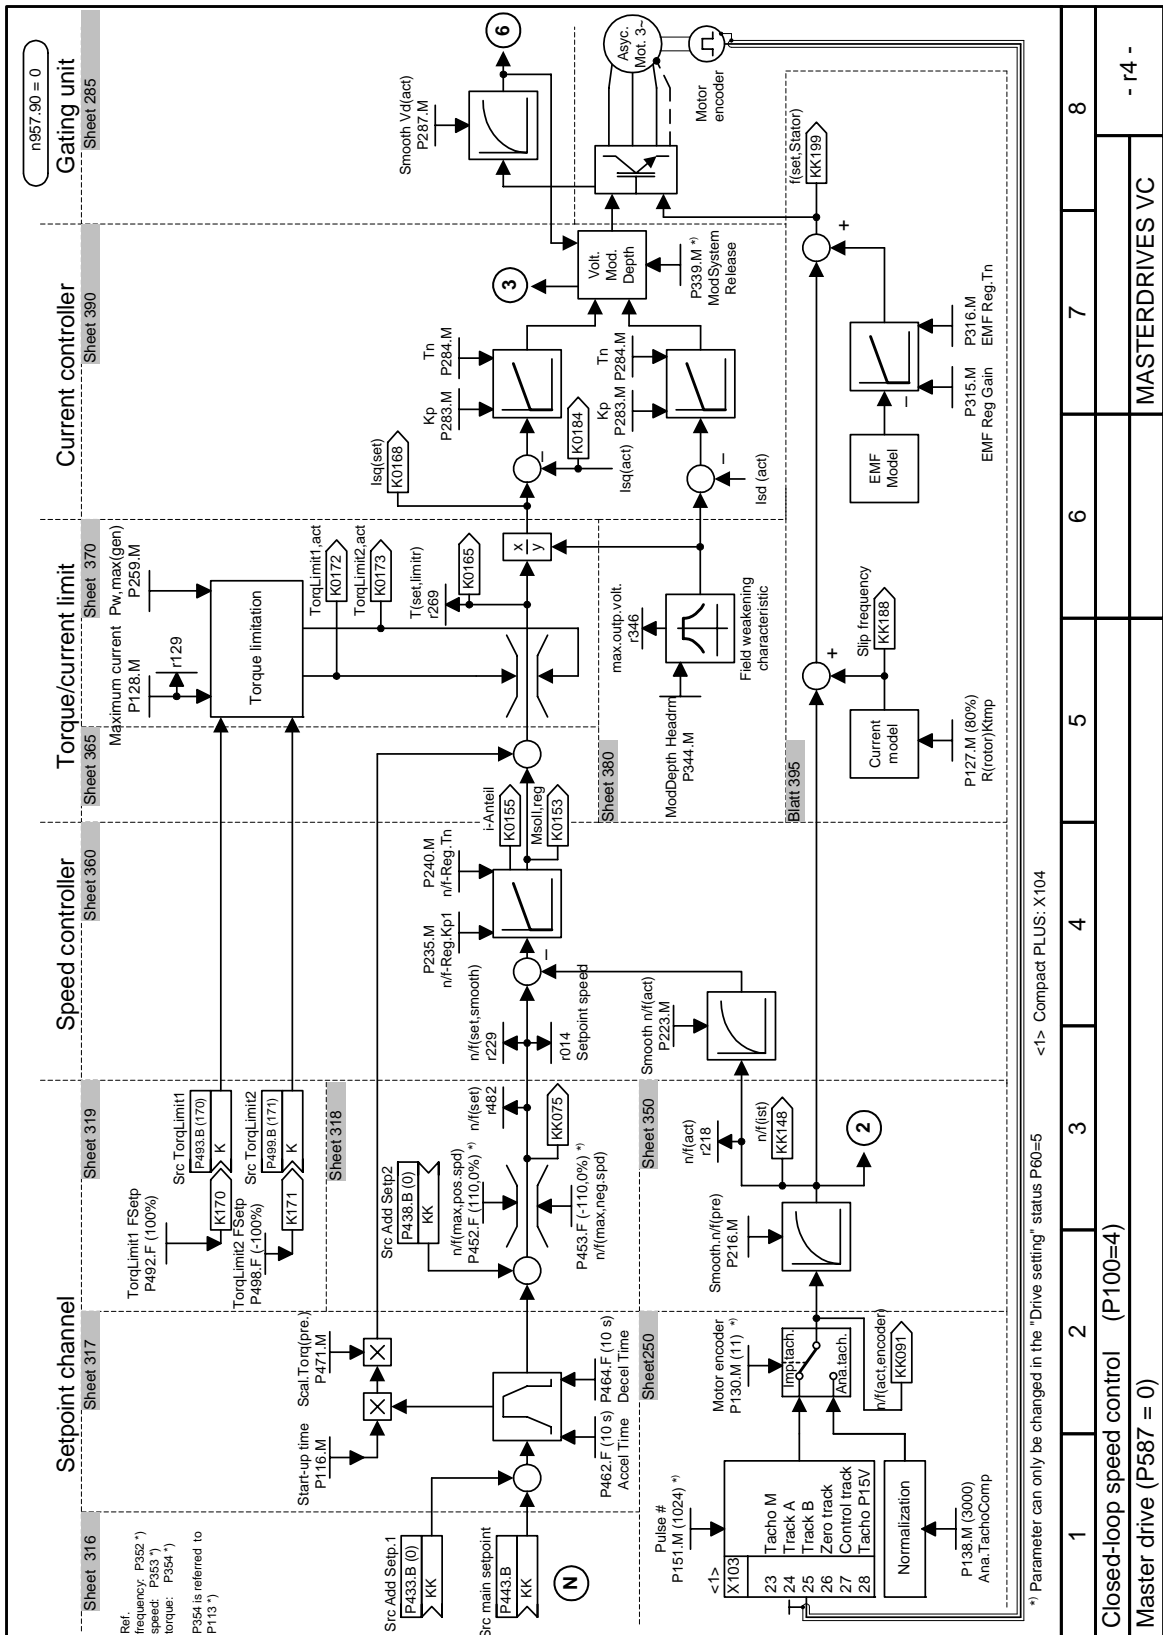 n957.90 = 0
Setpoint channel
Speed controller
Torque/current limit
Current controller
Gating unit
Sheet 316
Sheet 317
Sheet 319
Sheet 360
Sheet 365
Sheet 370
Sheet 390
Sheet 285
Ref.
frequency: P352 *)
speed: P353 *)
torque: P354 *)
P354 is referred to
P113 *)
TorqLimit1 FSetp
P492.F (100%)
K170
Src TorqLimit1
P493.B (170)
K
TorqLimit2 FSetp
P498.F (-100%)
K171
Src TorqLimit2
P499.B (171)
K
Sheet 318
Maximum current
P128.M
r129
Pw,max(gen)
P259.M
Torque limitation
TorqLimit1,act
K0172
TorqLimit2,act
K0173
T(set,limitr)
r269
K0165
Smooth Vd(act)
P287.M
6
Start-up time
P116.M
Scal.Torq(pre.)
P471.M
X
X
Src Add Setp.1
P433.B (0)
KK
Src main setpoint
P443.B
KK
N
P462.F (10 s)
Accel Time
P464.F (10 s)
Decel Time
Src Add Setp2
P438.B (0)
KK
n/f(max,pos.spd)
P452.F (110,0%) *)
P453.F (-110,0%) *)
n/f(max,neg.spd)
n/f(set)
r482
KK075
n/f(set,smooth)
r229
r014
Setpoint speed
P235.M
n/f-Reg.Kp1
P240.M
n/f-Reg.Tn
i-Anteil
K0155
Msoll,reg
K0153
–
x
y
Isq(set)
K0168
Kp
P283.M
Tn
P284.M
–
K0184
Isq(act)
Kp
P283.M
Tn
P284.M
–
Isd (act)
3
Volt.
Mod.
Depth
P339.M *)
ModSystem
Release
Asyc.
Mot. 3~
Motor
encoder
Sheet 380
ModDepth Headrm
P344.M
max.outp.volt.
r346
Field weakening
characteristic
Sheet250
Sheet 350
Blatt 395
Smooth n/f(act)
P223.M
n/f(act)
r218
n/f(ist)
KK148
2
Smooth.n/f(pre)
P216.M
Motor encoder
P130.M (11) *)
Imp.tach.
Ana.tach.
n/f(act,encoder)
KK091
Pulse #
P151.M (1024) *)
<1>
X103
23 Tacho M
24 Track A
25 Track B
26 Zero track
27 Control track
28 Tacho P15V
Normalization
P138.M (3000)
Ana.TachoComp
+
Slip frequency
KK188
Current
model
P127.M (80%)
R(rotor)Ktmp
EMF
Model
–
P315.M
EMF Reg Gain
P316.M
EMF Reg.Tn
+
f(set,Stator)
KK199
*) Parameter can only be changed in the "Drive setting" status P60=5
<1> Compact PLUS: X104
1 2 3 4 5 6 7 8
Closed-loop speed control (P100=4)
Master drive (P587 = 0)
MASTERDRIVES VC
- r4 -